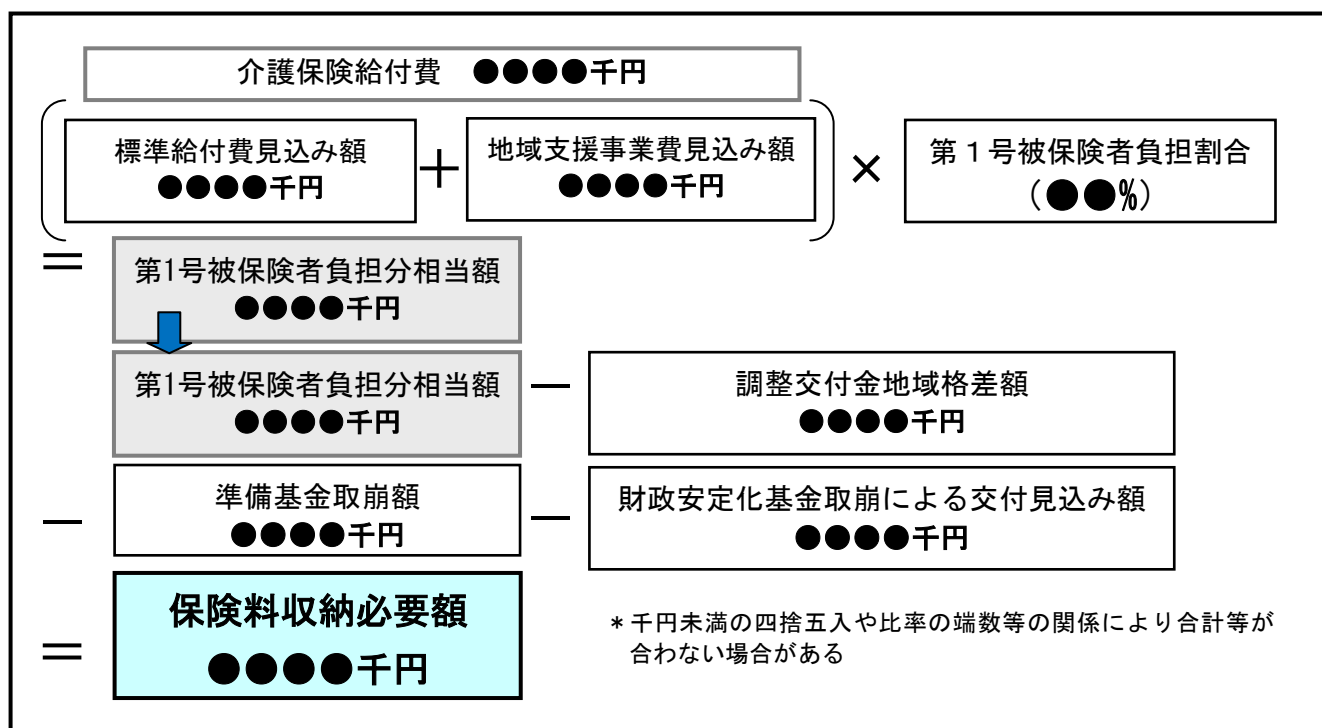 介護保険給付費 ●●●●千円
標準給付費見込み額
●●●●千円
+
地域支援事業費見込み額
●●●●千円
×
第１号被保険者負担割合
(●●%)
=
第1号被保険者負担分相当額
●●●●千円
第1号被保険者負担分相当額
●●●●千円
－
調整交付金地域格差額
●●●●千円
－
準備基金取崩額
●●●●千円
－
財政安定化基金取崩による交付見込み額
●●●●千円
=
保険料収納必要額
●●●●千円
＊千円未満の四捨五入や比率の端数等の関係により合計等が
合わない場合がある